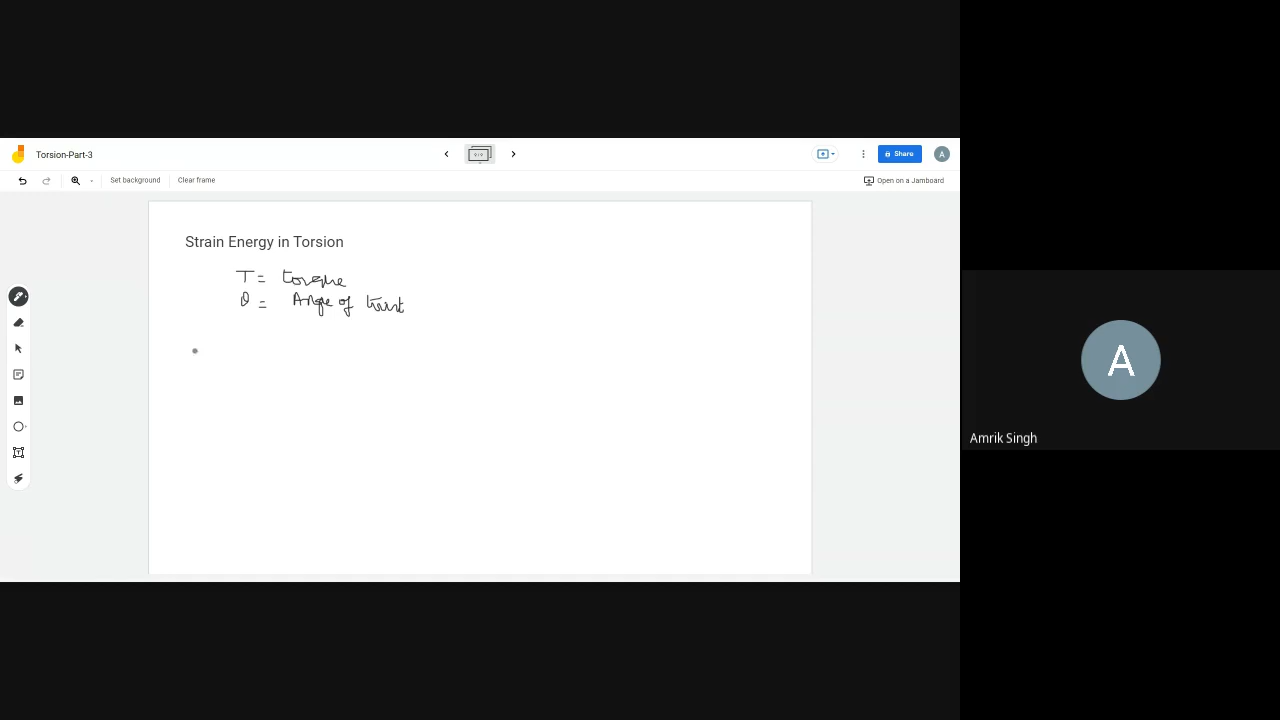 Torsion-Part-3
Share
A
Set background
Clear frame
Open on a Jamboard
Strain Energy in Torsion
T = torque
θ = Angle of twist
A
Amrik Singh